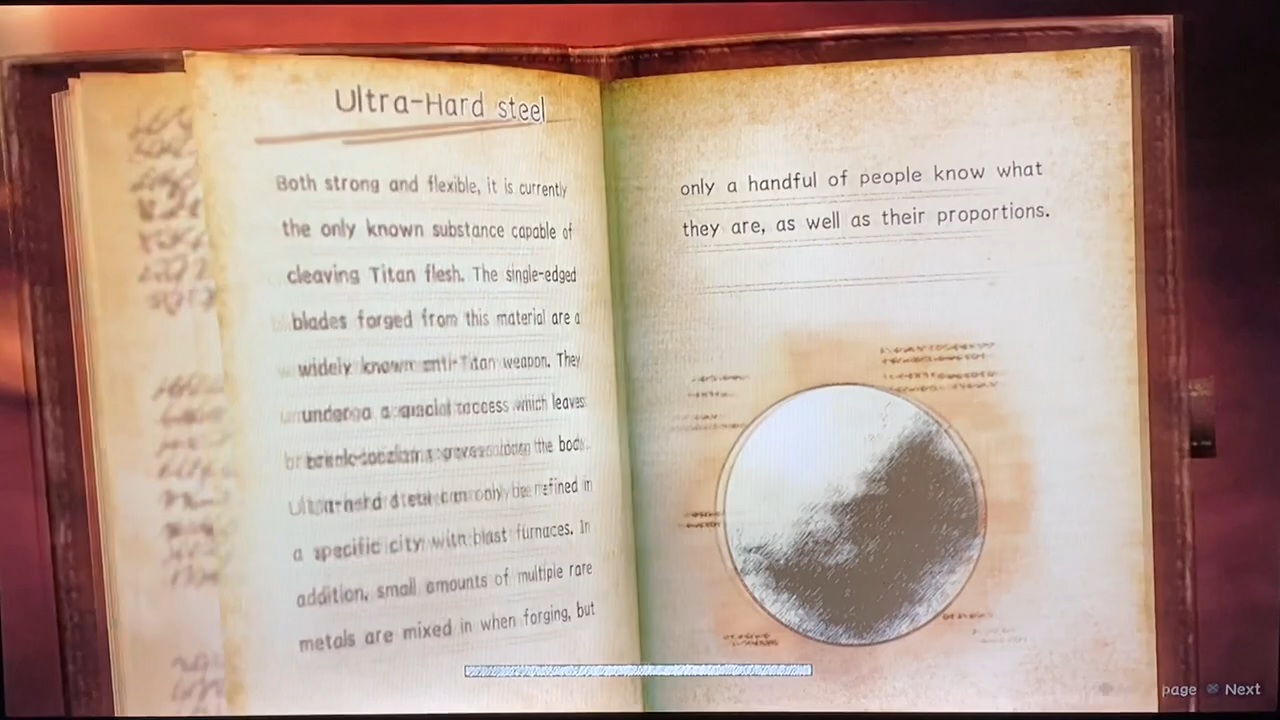 Ultra-Hard steel
Both strong and flexible, it is currently
the only known substance capable of
cleaving Titan flesh. The single-edged
blades forged from this material are a
widely known anti-Titan weapon. They
undergo a special process which leaves
the body.
Ultra-hard steel can only be refined in
a specific city with blast furnaces. In
addition, small amounts of multiple rare
metals are mixed in when forging, but
only a handful of people know what
they are, as well as their proportions.
page Next